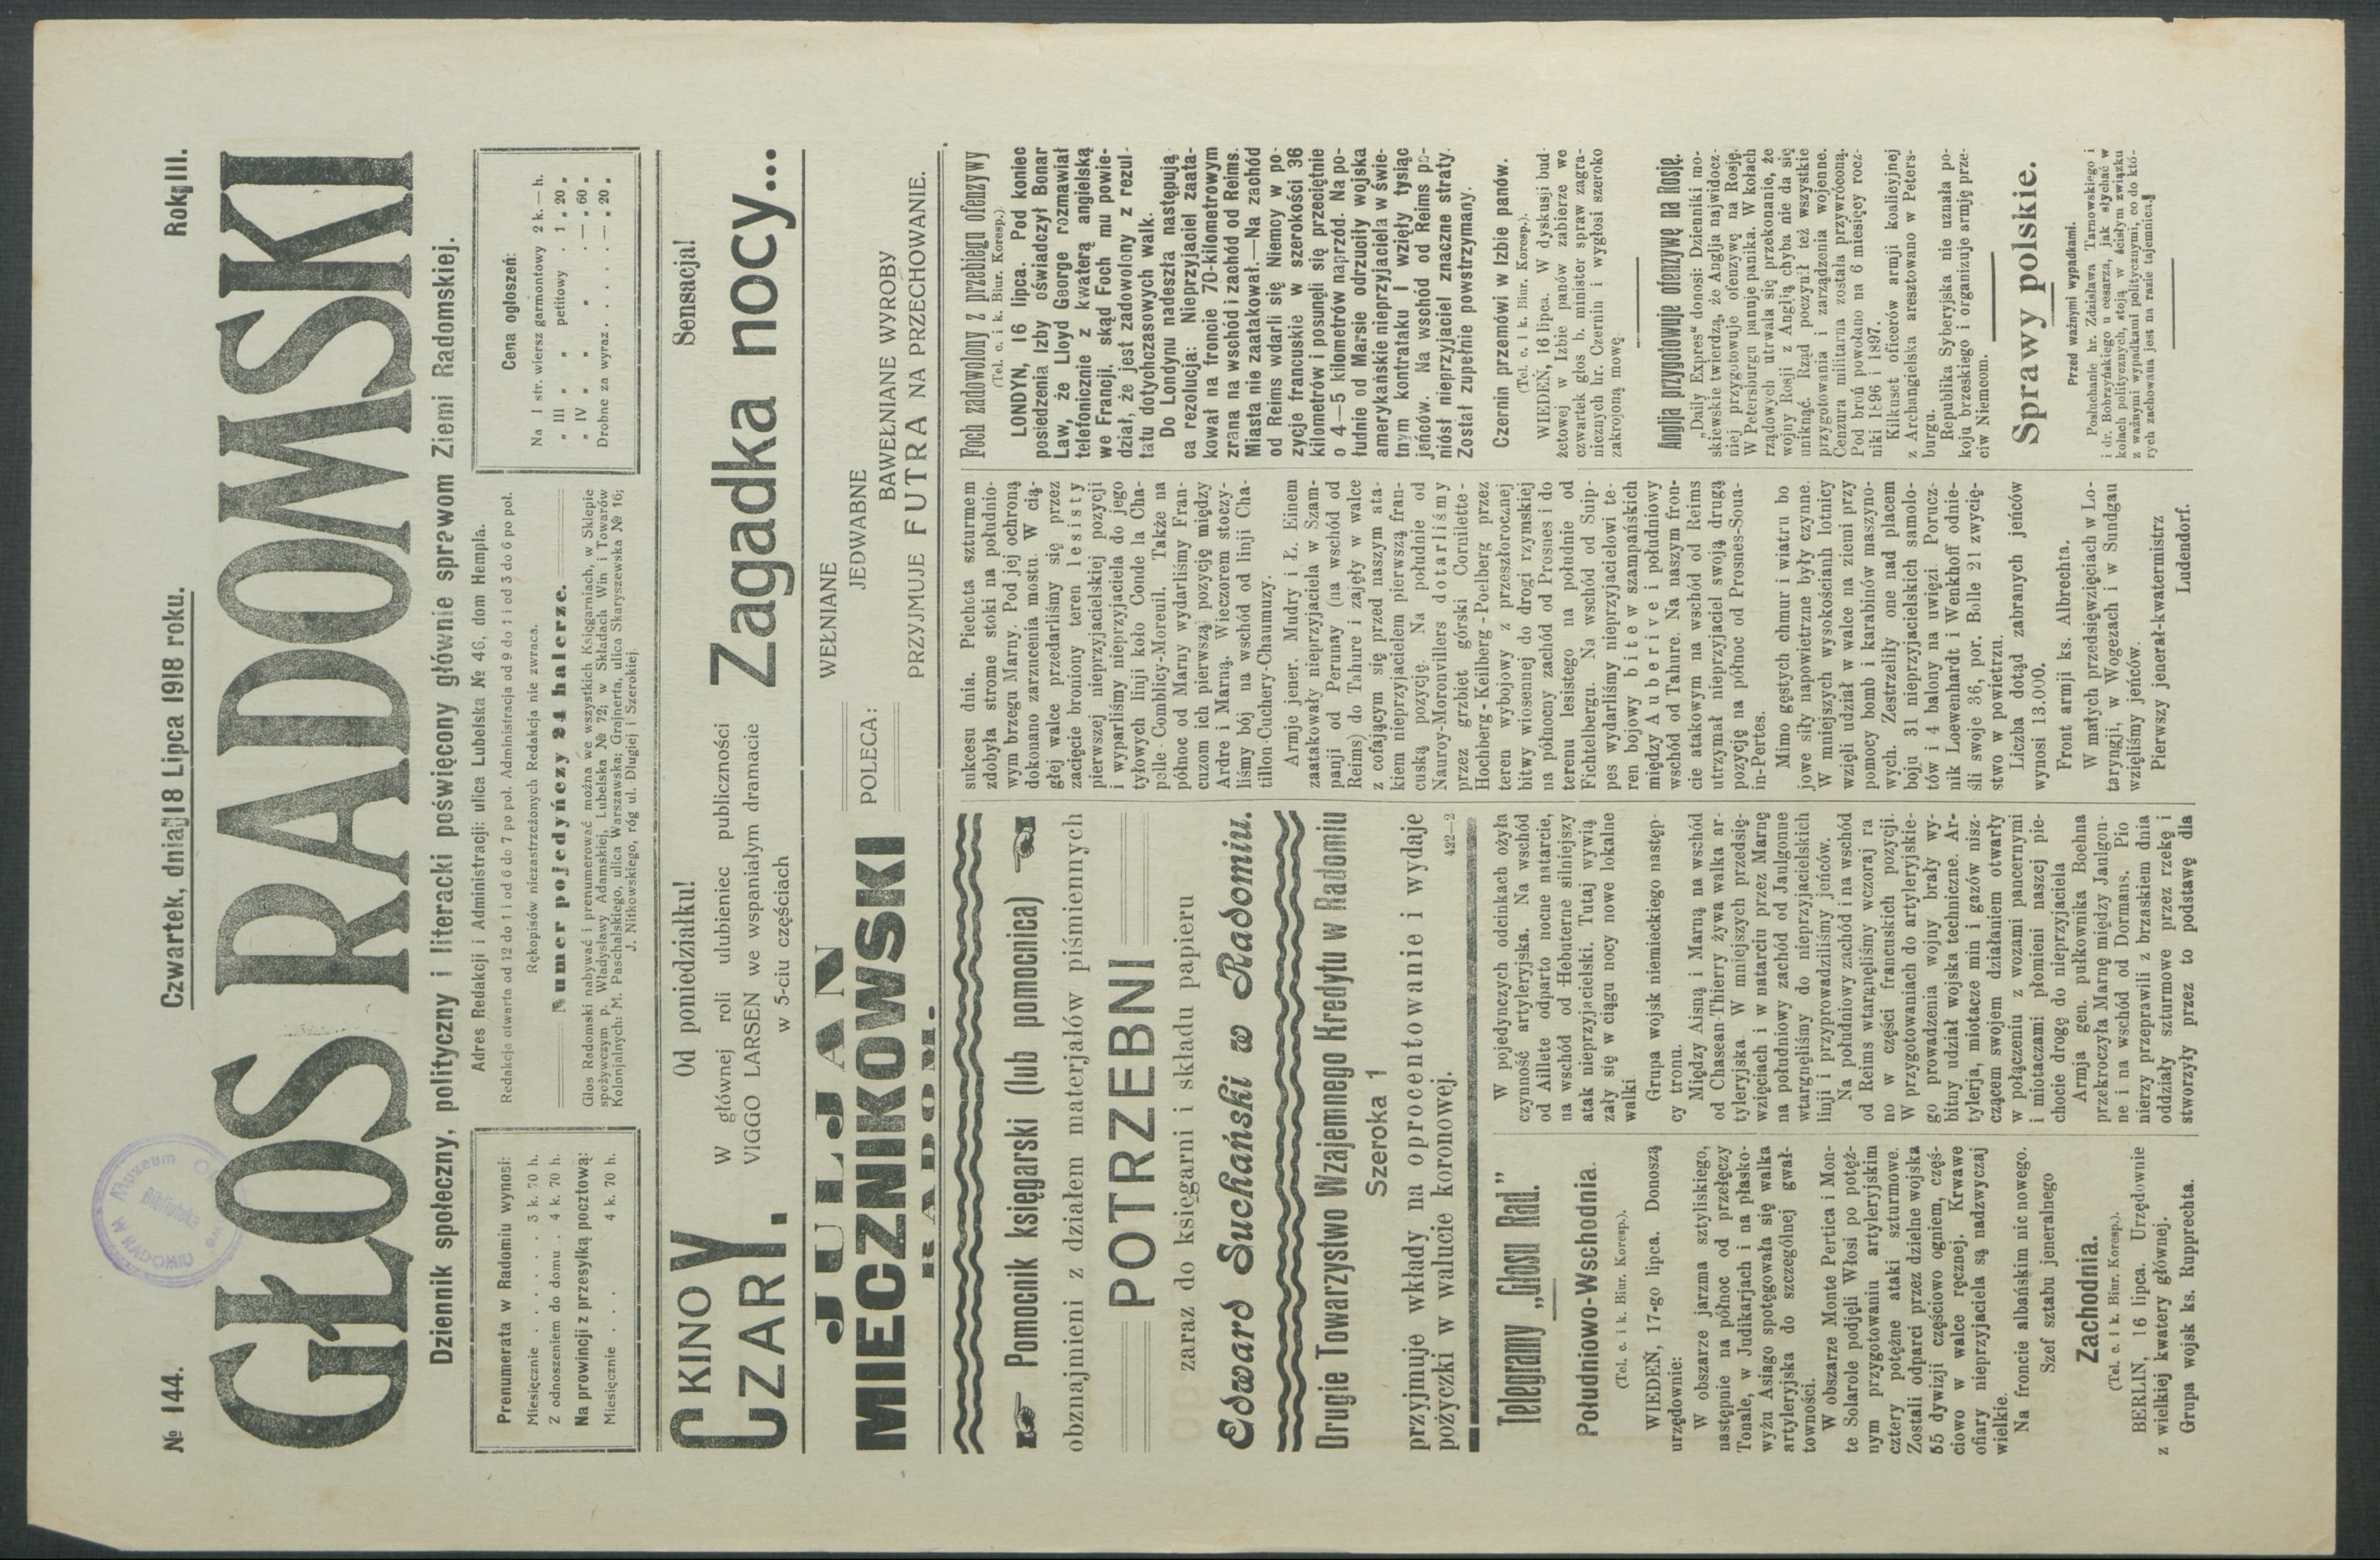 № 144.
Czwartek, dnia 18 Lipca 1918 roku.
Rok III.
GŁOS RADOMSKI
Dziennik społeczny, polityczny i literacki poświęcony głównie sprawom Ziemi Radomskiej.
Prenumerata w Radomiu wynosi:
Miesięcznie . . . . . . 3 k. 70 h.
Z odnoszeniem do domu . 4 k. 70 h.
Na prowincji z przesyłką pocztową:
Miesięcznie . . . 4 k. 70 h.
Adres Redakcji i Administracji: ulica Lubelska № 46, dom Hempla.
Redakcja otwarta od 12 do 1 i od 6 do 7 po poł. Administracja od 9 do 1 i od 3 do 6 po poł.
Rękopisów niezastrzeżonych Redakcja nie zwraca.
Numer pojedyńczy 24 halerze.
Głos Radomski nabywać i prenumerować można we wszystkich Księgarniach, w Sklepie
spożywczym p. Władysławy Adamskiej, Lubelska № 72; w Składach Win i Towarów
Kolonjalnych: M. Paschalskiego, ulica Warszawska; Grajnerta, ulica Skaryszewska № 16;
J. Nitkowskiego, róg ul. Długiej i Szerokiej.
Cena ogłoszeń:
Na I str. wiersz garmontowy 2 k. — h.
„ III „ „ petitowy . 1 „ 20 „
„ IV „ „ „ . — „ 60 „
Drobne za wyraz . . . . . — „ 20 „
KINO
CZARY.
Od poniedziałku!
Sensacja!
W głównej roli ulubieniec publiczności
VIGGO LARSEN we wspaniałym dramacie
w 5-ciu częściach
Zagadka nocy...
JULJAN
MIECZNIKOWSKI
RADOM.
POLECA:
WEŁNIANE
JEDWABNE
BAWEŁNIANE WYROBY
PRZYJMUJE FUTRA NA PRZECHOWANIE.
Pomocnik księgarski (lub pomocnica)
obznajmieni z działem materjałów piśmiennych
POTRZEBNI
zaraz do księgarni i składu papieru
Edward Suchański w Radomiu.
Drugie Towarzystwo Wzajemnego Kredytu w Radomiu
Szeroka 1
przyjmuje wkłady na oprocentowanie i wydaje
pożyczki w walucie koronowej.
422—2
Telegramy „Głosu Rad."
Południowo-Wschodnia.
(Tel. c. i k. Biur. Koresp.).
WIEDEŃ, 17-go lipca. Donoszą
urzędownie:
W obszarze jarzma sztyliskiego,
następnie na północ od przełęczy
Tonale, w Judikarjach i na płasko-
wyżu Asiago spotęgowała się walka
artyleryjska do szczególnej gwał-
towności.
W obszarze Monte Pertica i Mon-
te Solarole podjęli Włosi po potęż-
nym przygotowaniu artyleryjskim
cztery potężne ataki szturmowe.
Zostali odparci przez dzielne wojska
55 dywizji częściowo ogniem, częś-
ciowo w walce ręcznej. Krwawe
ofiary nieprzyjaciela są nadzwyczaj
wielkie.
Na froncie albańskim nic nowego.
Szef sztabu jeneralnego
Zachodnia.
(Tel. c. i k. Biur. Koresp.).
BERLIN, 16 lipca. Urzędownie
z wielkiej kwatery głównej.
Grupa wojsk ks. Rupprechta.
W pojedynczych odcinkach ożyła
czynność artyleryjska. Na wschód
od Aillete odparto nocne natarcie,
na wschód od Hebuterne silniejszy
atak nieprzyjacielski. Tutaj wywią
zały się w ciągu nocy nowe lokalne
walki
Grupa wojsk niemieckiego następ-
cy tronu.
Między Aisną i Marną na wschód
od Chasean-Thierry żywa walka ar-
tyleryjska. W mniejszych przedsię-
wzięciach i w natarciu przez Marnę
na południowy zachód od Jaulgonne
wtargnęliśmy do nieprzyjacielskich
linji i przyprowadziliśmy jeńców.
Na południowy zachód i na wschód
od Reims wtargnęliśmy wczoraj ra
no w części francuskich pozycji.
W przygotowaniach do artyleryjskie-
go prowadzenia wojny brały wy-
bitny udział wojska techniczne. Ar-
tylerja, miotacze min i gazów nisz-
czącem swojem działaniem otwarły
w połączeniu z wozami pancernymi
i miotaczami płomieni naszej pie-
chocie drogę do nieprzyjaciela
Armja gen. pułkownika Boehna
przekroczyła Marnę między Jaulgon-
ne i na wschód od Dormans. Pio
nierzy przeprawili z brzaskiem dnia
oddziały szturmowe przez rzekę i
stworzyły przez to podstawę dla
sukcesu dnia. Piechota szturmem
zdobyła strome stoki na południo-
wym brzegu Marny. Pod jej ochroną
dokonano zarzucenia mostu. W cią-
głej walce przedarliśmy się przez
zacięcie broniony teren lesisty
pierwszej nieprzyjacielskiej pozycji
i wyparliśmy nieprzyjaciela do jego
tyłowych linji koło Conde la Cha-
pelle-Comblicy-Moreuil. Także na
północ od Marny wydarliśmy Fran-
cuzom ich pierwszą pozycję między
Ardre i Marną. Wieczorem stoczy-
liśmy bój na wschód od linji Cha-
tillon-Cuchery-Chaumuzy.
Armje jener. Mudry i Ł. Einem
zaatakowały nieprzyjaciela w Szam-
panji od Perunay (na wschód od
Reims) do Tahure i zajęły w walce
z cofającym się przed naszym ata-
kiem nieprzyjacielem pierwszą fran-
cuską pozycję. Na południe od
Nauroy-Moronvillers dotarliśmy
przez grzbiet górski Cornilette-
Hochberg-Keilberg-Poelberg przez
teren wybojowy z przeszłorocznej
bitwy wiosennej do drogi rzymskiej
na północny zachód od Prosnes i do
terenu lesistego na południe od
Fichtelbergu. Na wschód od Suip-
pes wydarliśmy nieprzyjacielowi te-
ren bojowy bitew szampańskich
między Auberive i południowy
wschód od Tahure. Na naszym fron-
cie atakowym na wschód od Reims
utrzymał nieprzyjaciel swoją drugą
pozycję na północ od Prosnes-Soua-
in-Pertes.
Mimo gęstych chmur i wiatru bo
jowe siły napowietrzne były czynne.
W mniejszych wysokościach lotnicy
wzięli udział w walce na ziemi przy
pomocy bomb i karabinów maszyno-
wych. Zestrzeliły one nad placem
boju 31 nieprzyjacielskich samolo-
tów i 4 balony na uwięzi. Porucz-
nik Loewenhardt i Wenkhoff odnie-
śli swoje 36, por. Bolle 21 zwycię-
stwo w powietrzu.
Liczba dotąd zabranych jeńców
wynosi 13.000.
Front armji ks. Albrechta.
W małych przedsięwzięciach w Lo-
taryngji, w Wogezach i w Sundgau
wzięliśmy jeńców.
Pierwszy jenerał-kwatermistrz
Ludendorf.
Foch zadowolony z przebiegu ofenzywy
(Tel. c. i k. Biur. Koresp.)
LONDYN, 16 lipca. Pod koniec
posiedzenia Izby oświadczył Bonar
Law, że Lloyd George rozmawiał
telefonicznie z kwaterą angielską
we Francji, skąd Foch mu powie-
dział, że jest zadowolony z rezul-
tatu dotychczasowych walk.
Do Londynu nadeszła następują
ca rezolucja: Nieprzyjaciel zaata-
kował na froncie 70-kilometrowym
zrana na wschód i zachód od Reims.
Miasta nie zaatakował.—Na zachód
od Reims wdarli się Niemcy w po-
zycje francuskie w szerokości 36
kilometrów i posunęli się przeciętnie
o 4—5 kilometrów naprzód. Na po-
łudnie od Marsie odrzuciły wojska
amerykańskie nieprzyjaciela w świe-
tnym kontrataku i wzięły tysiąc
jeńców. Na wschód od Reims po-
niósł nieprzyjaciel znaczne straty.
Został zupełnie powstrzymany.
Czernin przemówi w Izbie panów.
(Tel. c. i k. Biur. Koresp).
WIEDEŃ, 16 lipca. W dyskusji bud-
żetowej w Izbie panów zabierze we
czwartek głos b. minister spraw zagra-
nicznych hr. Czernin i wygłosi szeroko
zakrojoną mowę.
Anglja przygotowuje ofenzywę na Rosję.
„Daily Expres" donosi: Dzienniki mo-
skiewskie twierdzą, że Anglja najwidocz-
niej przygotowuje ofenzywę na Rosję.
W Petersburgu panuje panika. W kołach
rządowych utrwala się przekonanie, że
wojny Rosji z Anglją chyba nie da się
uniknąć. Rząd poczynił też wszystkie
przygotowania i zarządzenia wojenne.
Cenzura militarna została przywróconą.
Pod broń powołano na 6 miesięcy rocz-
niki 1896 i 1897.
Kilkuset oficerów armji koalicyjnej
z Archangielska aresztowano w Peters-
burgu.
Republika Syberyjska nie uznała po-
koju brzeskiego i organizuje armję prze-
ciw Niemcom.
Sprawy polskie.
Przed ważnymi wypadkami.
Posłuchanie hr. Zdzisława Tarnowskiego i
i dr. Bobrzyńskiego u cesarza, jak słychać w
kołach politycznych, stoją w ścisłym związku
z ważnymi wypadkami politycznymi, co do któ-
rych zachowana jest na razie tajemnica.